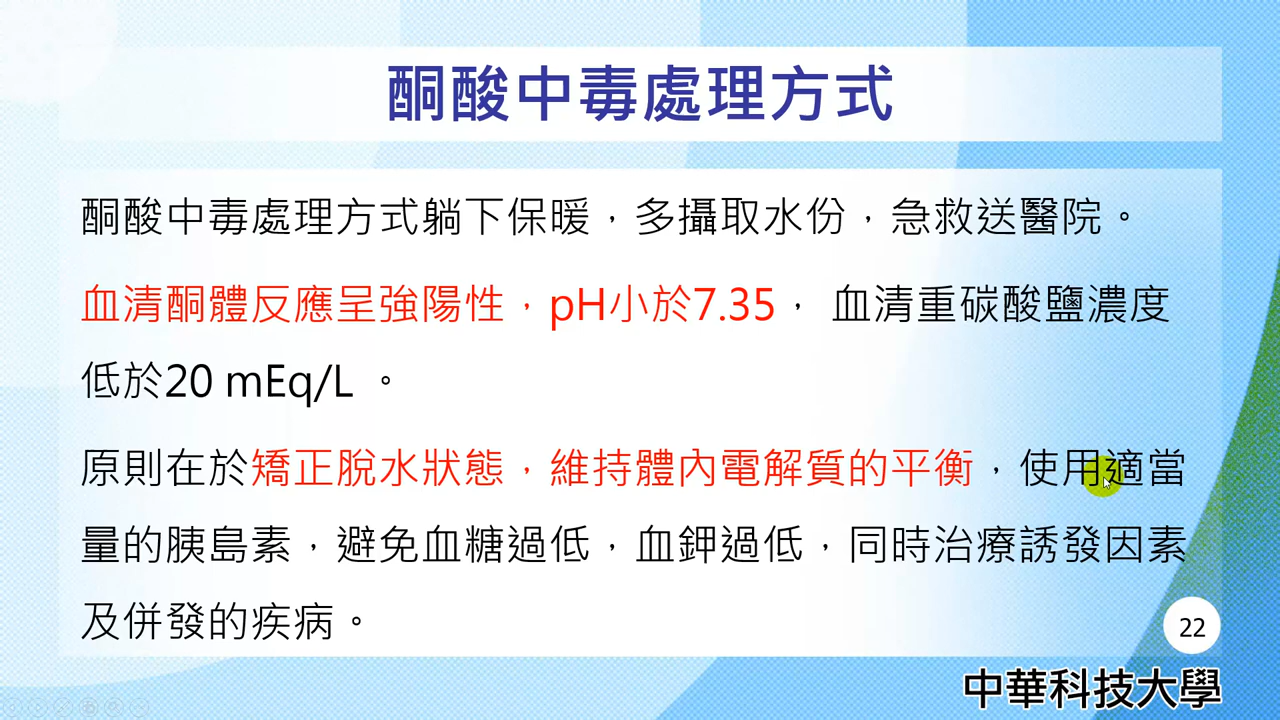 酮酸中毒處理方式
酮酸中毒處理方式躺下保暖，多攝取水份，急救送醫院。
血清酮體反應呈強陽性，pH小於7.35， 血清重碳酸鹽濃度
低於20 mEq/L 。
原則在於矯正脫水狀態，維持體內電解質的平衡，使用適當
量的胰島素，避免血糖過低，血鉀過低，同時治療誘發因素
及併發的疾病。
22
中華科技大學